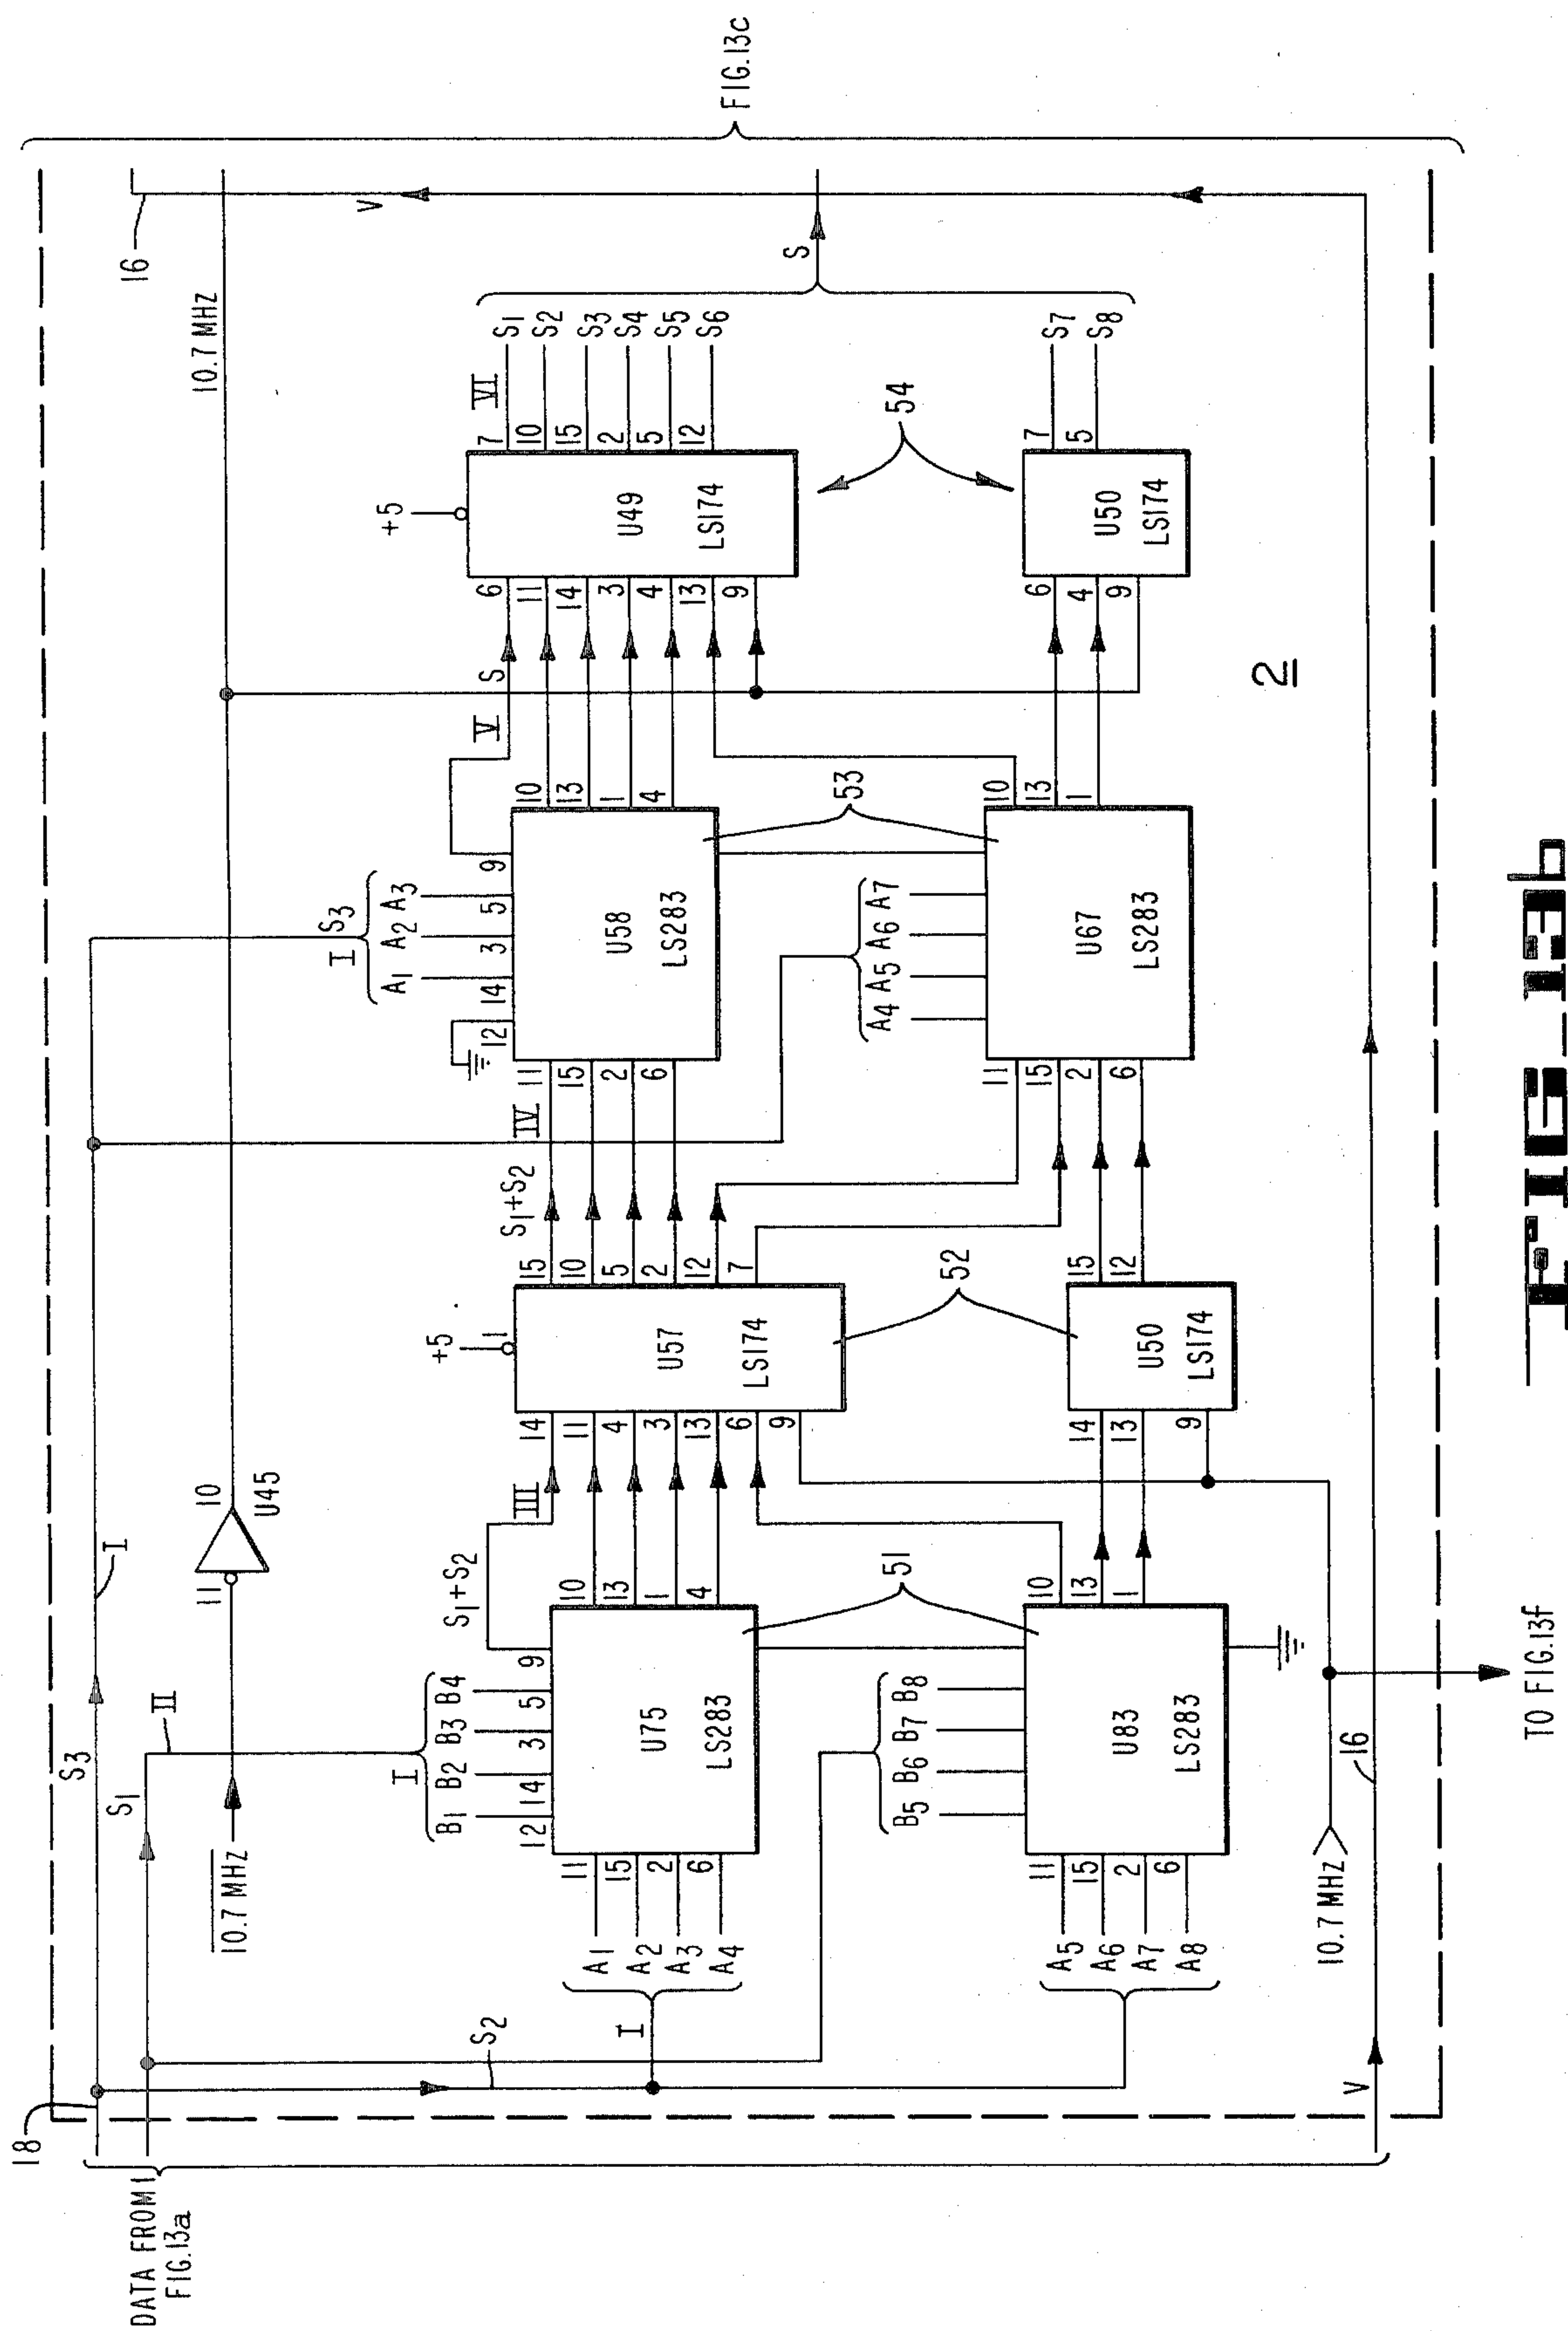 FIG.13c
16
V
10.7 MHZ
S
S1
S2
S3
S4
S5
S6
S7
S8
VI
7
10
15
2
5
12
7
5
54
+5
U49
LS174
U50
LS174
6
11
14
3
4
13
9
6
4
9
S
V
2
10
13
1
4
53
10
13
1
I
S3
A1 A2 A3
12
14
3
5
9
U58
LS283
A4 A5 A6 A7
U67
LS283
11
15
2
6
11
15
2
6
IV
S1+S2
15
10
5
2
12
7
15
12
52
+5
1
U57
LS174
U50
LS174
14
11
4
3
13
6
9
14
13
9
III
I
10
U45
11
S1+S2
10
13
1
4
51
10
13
1
S3
S1
II
I
B1 B2 B3 B4
12
14
3
5
9
U75
LS283
B5 B6 B7 B8
U83
LS283
11
15
2
6
11
15
2
6
10.7 MHZ
A1
A2
A3
A4
A5
A6
A7
A8
10.7 MHZ
16
TO FIG.13f
S2
I
V
18
DATA FROM 1
FIG.13a
FIG_13b